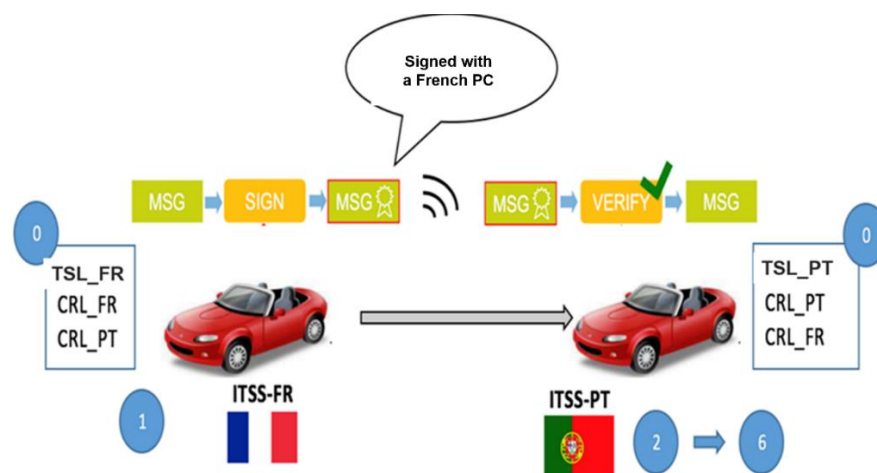 Signed with
a French PC
MSG
SIGN
MSG
MSG
VERIFY
MSG
0
0
TSL_FR
CRL_FR
CRL_PT
TSL_PT
CRL_PT
CRL_FR
ITSS-FR
ITSS-PT
1
2
6